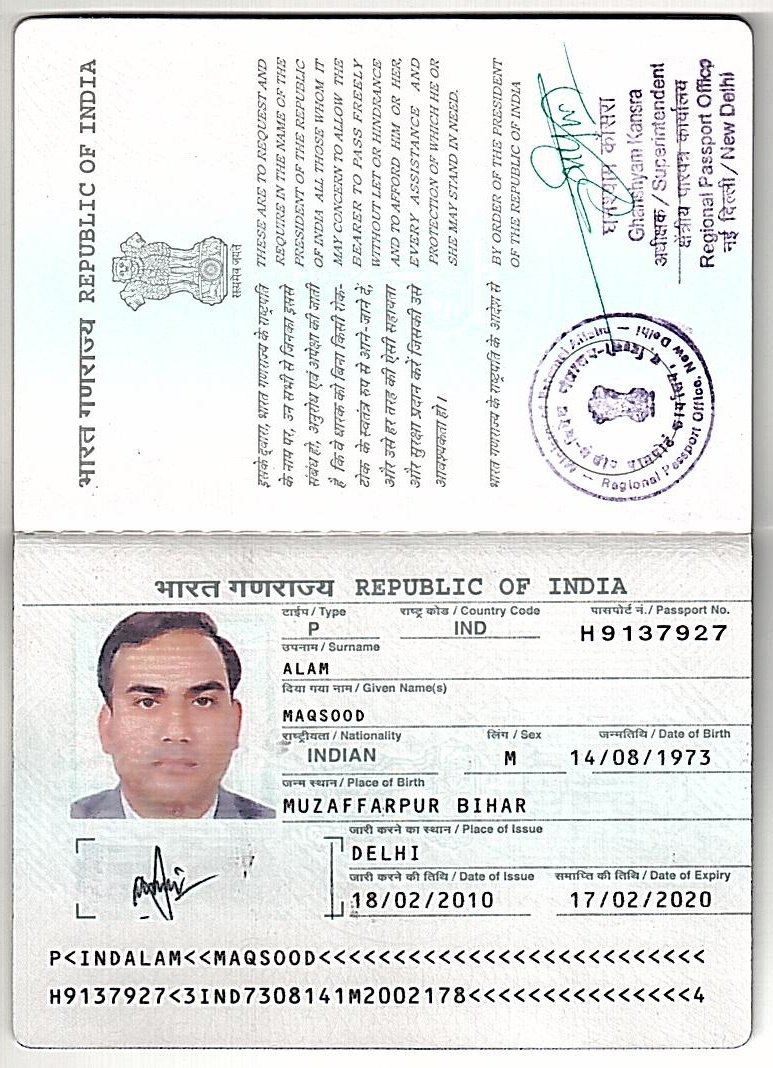 भारत गणराज्य REPUBLIC OF INDIA
सत्यमेव जयते
इसके द्वारा, भारत गणराज्य के राष्ट्रपति
के नाम पर, उन सभी से जिनका इससे
संबंध हो, अनुरोध एवं अपेक्षा की जाती
है कि वे धारक को बिना किसी रोक-
टोक के स्वतंत्र रूप से आने-जाने दें,
और उसे हर तरह की ऐसी सहायता
और सुरक्षा प्रदान करें जिसकी उसे
आवश्यकता हो।
भारत गणराज्य के राष्ट्रपति के आदेश से
THESE ARE TO REQUEST AND
REQUIRE IN THE NAME OF THE
PRESIDENT OF THE REPUBLIC
OF INDIA ALL THOSE WHOM IT
MAY CONCERN TO ALLOW THE
BEARER TO PASS FREELY
WITHOUT LET OR HINDRANCE
AND TO AFFORD HIM OR HER,
EVERY ASSISTANCE AND
PROTECTION OF WHICH HE OR
SHE MAY STAND IN NEED.
BY ORDER OF THE PRESIDENT
OF THE REPUBLIC OF INDIA
घनश्याम कांसरा
Ghanshyam Kansra
अधीक्षक / Superintendent
क्षेत्रीय पारपत्र कार्यालय
Regional Passport Office
नई दिल्ली / New Delhi
Regional Passport Office, New Delhi
भारत गणराज्य REPUBLIC OF INDIA
टाईप / Type राष्ट्र कोड / Country Code पासपोर्ट नं. / Passport No.
P IND H9137927
उपनाम / Surname
ALAM
दिया गया नाम / Given Name(s)
MAQSOOD
राष्ट्रीयता / Nationality लिंग / Sex जन्मतिथि / Date of Birth
INDIAN M 14/08/1973
जन्म स्थान / Place of Birth
MUZAFFARPUR BIHAR
जारी करने का स्थान / Place of Issue
DELHI
जारी करने की तिथि / Date of Issue समाप्ति की तिथि / Date of Expiry
18/02/2010 17/02/2020
P<INDALAM<<MAQSOOD<<<<<<<<<<<<<<<<<<<<<<<<<<
H9137927<3IND7308141M2002178<<<<<<<<<<<<<<<4